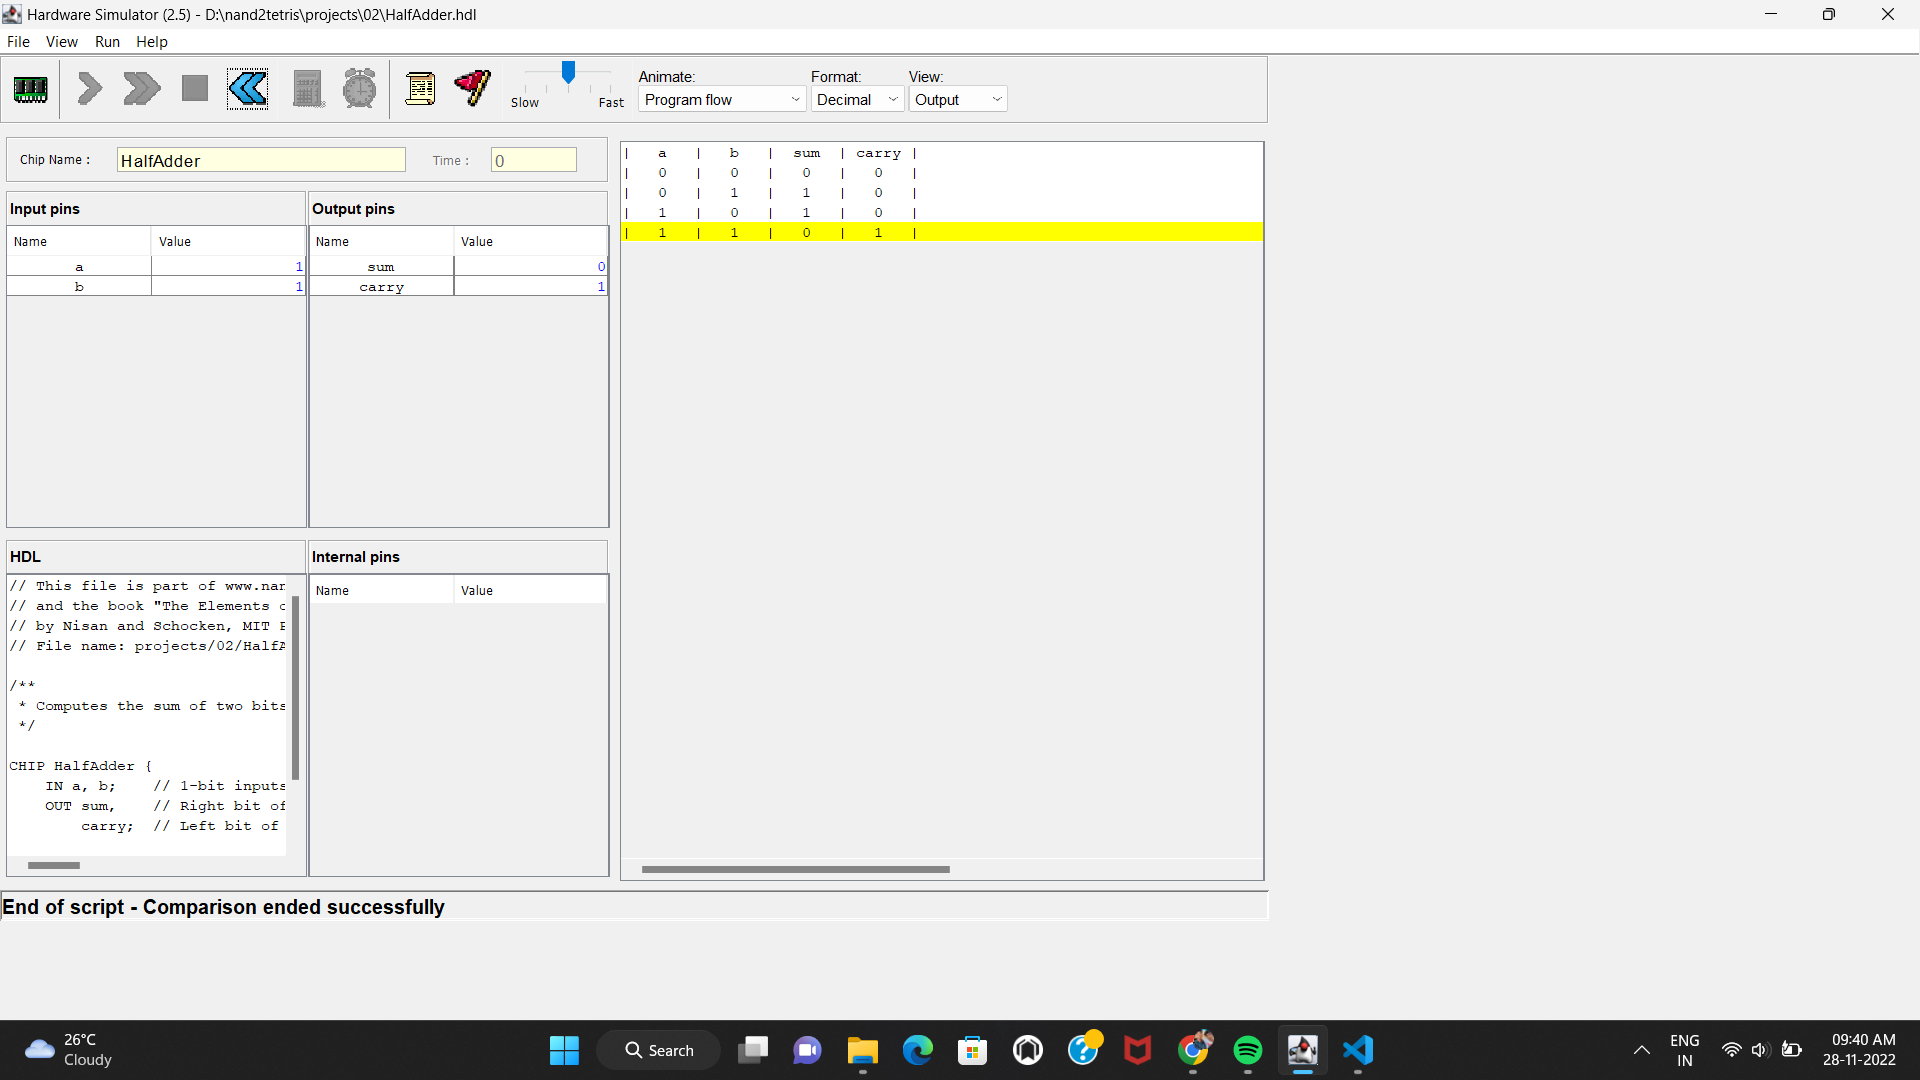 Hardware Simulator (2.5) - D:\nand2tetris\projects\02\HalfAdder.hdl
File View Run Help
Slow Fast
Animate: Format: View:
Program flow Decimal Output
Chip Name : HalfAdder Time : 0
Input pins
Name Value
a 1
b 1
Output pins
Name Value
sum 0
carry 1
| a | b | sum | carry |
| 0 | 0 | 0 | 0 |
| 0 | 1 | 1 | 0 |
| 1 | 0 | 1 | 0 |
| 1 | 1 | 0 | 1 |
HDL
// This file is part of www.nan
// and the book "The Elements o
// by Nisan and Schocken, MIT P
// File name: projects/02/HalfA
/**
* Computes the sum of two bits
*/
CHIP HalfAdder {
IN a, b; // 1-bit inputs
OUT sum, // Right bit of
carry; // Left bit of
Internal pins
Name Value
End of script - Comparison ended successfully
26°C
Cloudy
Search
ENG
IN
09:40 AM
28-11-2022